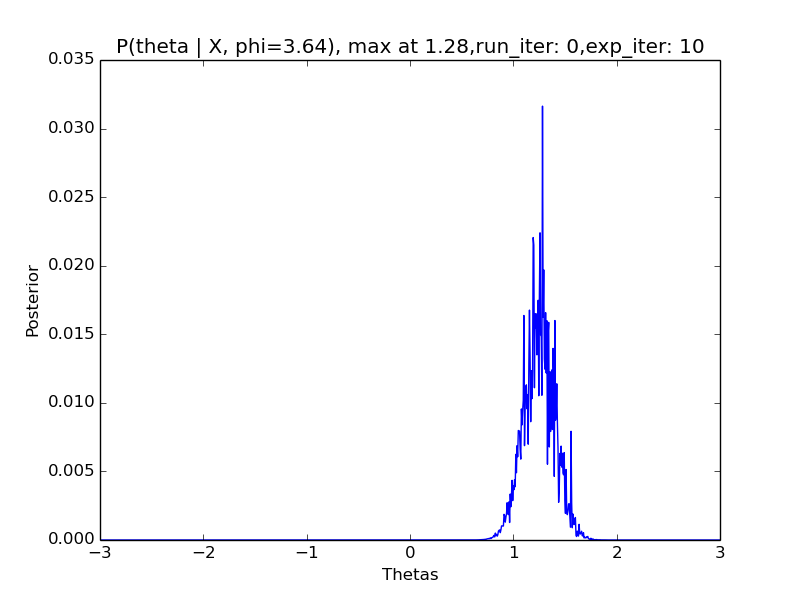 P(theta | X, phi=3.64), max at 1.28,run_iter: 0,exp_iter: 10
0.035
0.030
0.025
0.020
0.015
0.010
0.005
0.000
Posterior
−3 −2 −1 0 1 2 3
Thetas